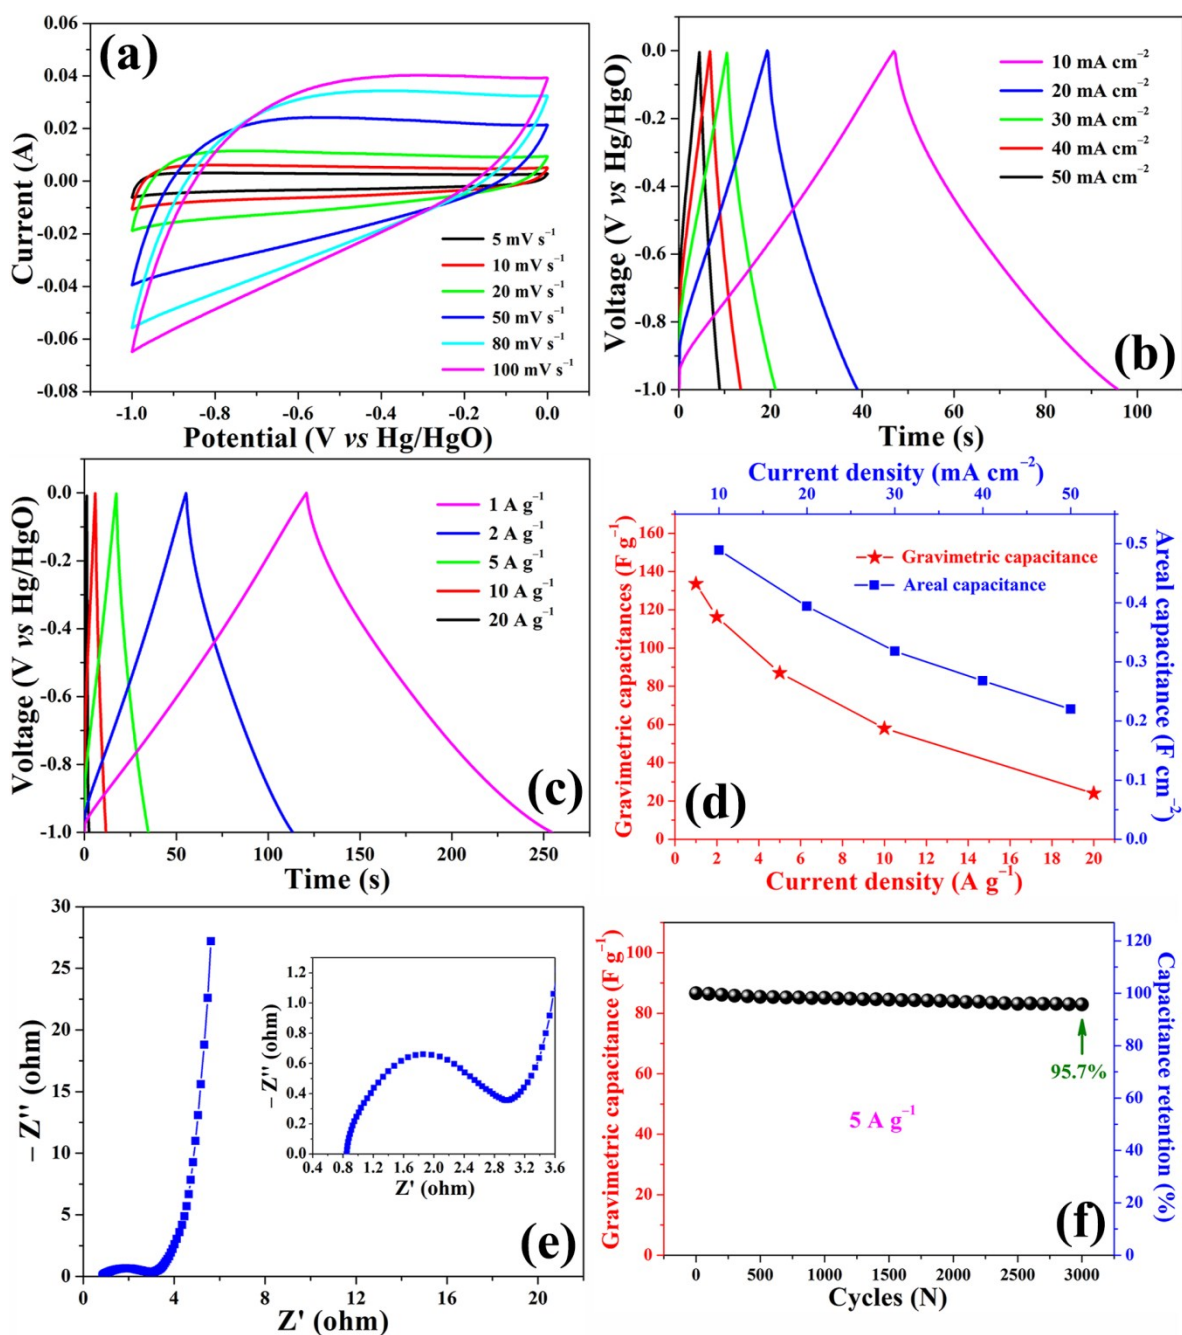 (a)
0.06
0.04
0.02
0.00
-0.02
-0.04
-0.06
-0.08
Current (A)
-1.0 -0.8 -0.6 -0.4 -0.2 0.0
Potential (V vs Hg/HgO)
5 mV s⁻¹
10 mV s⁻¹
20 mV s⁻¹
50 mV s⁻¹
80 mV s⁻¹
100 mV s⁻¹
(b)
0.0
-0.2
-0.4
-0.6
-0.8
-1.0
Voltage (V vs Hg/HgO)
0 20 40 60 80 100
Time (s)
10 mA cm⁻²
20 mA cm⁻²
30 mA cm⁻²
40 mA cm⁻²
50 mA cm⁻²
(c)
0.0
-0.2
-0.4
-0.6
-0.8
-1.0
Voltage (V vs Hg/HgO)
0 50 100 150 200 250
Time (s)
1 A g⁻¹
2 A g⁻¹
5 A g⁻¹
10 A g⁻¹
20 A g⁻¹
(d)
Current density (mA cm⁻²)
10 20 30 40 50
160
140
120
100
80
60
40
20
0
Gravimetric capacitances (F g⁻¹)
Gravimetric capacitance
Areal capacitance
0.5
0.4
0.3
0.2
0.1
0.0
Areal capacitance (F cm⁻²)
0 2 4 6 8 10 12 14 16 18 20
Current density (A g⁻¹)
(e)
30
25
20
15
10
5
0
– Z'' (ohm)
0 4 8 12 16 20
Z' (ohm)
1.2
1.0
0.8
0.6
0.4
0.2
0.0
– Z'' (ohm)
0.4 0.8 1.2 1.6 2.0 2.4 2.8 3.2 3.6
Z' (ohm)
(f)
100
80
60
40
20
0
Gravimetric capacitance (F g⁻¹)
120
100
80
60
40
20
0
Capacitance retention (%)
95.7%
5 A g⁻¹
0 500 1000 1500 2000 2500 3000
Cycles (N)